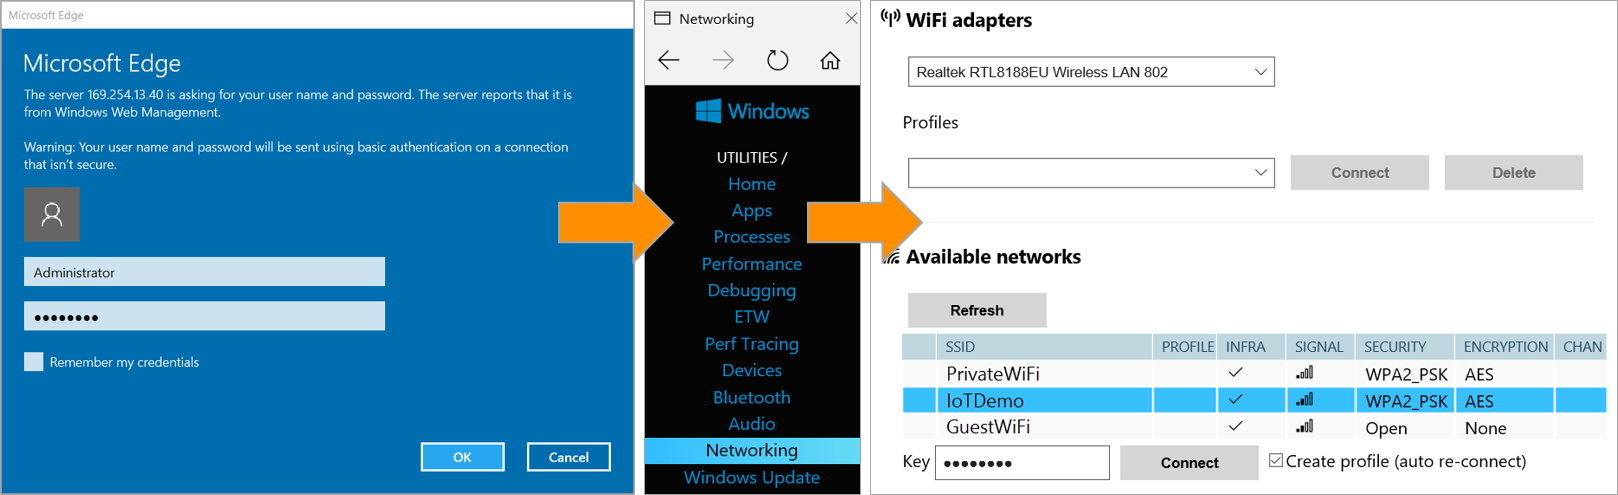 Microsoft Edge
Microsoft Edge
The server 169.254.13.40 is asking for your user name and password. The server reports that it is
from Windows Web Management.
Warning: Your user name and password will be sent using basic authentication on a connection
that isn't secure.
Administrator
●●●●●●●●
Remember my credentials
OK
Cancel
Networking
Windows
UTILITIES /
Home
Apps
Processes
Performance
Debugging
ETW
Perf Tracing
Devices
Bluetooth
Audio
Networking
Windows Update
WiFi adapters
Realtek RTL8188EU Wireless LAN 802
Profiles
Connect
Delete
Available networks
Refresh
SSID PROFILE INFRA SIGNAL SECURITY ENCRYPTION CHAN
PrivateWiFi WPA2_PSK AES
IoTDemo WPA2_PSK AES
GuestWiFi Open None
Key ●●●●●●●● Connect Create profile (auto re-connect)